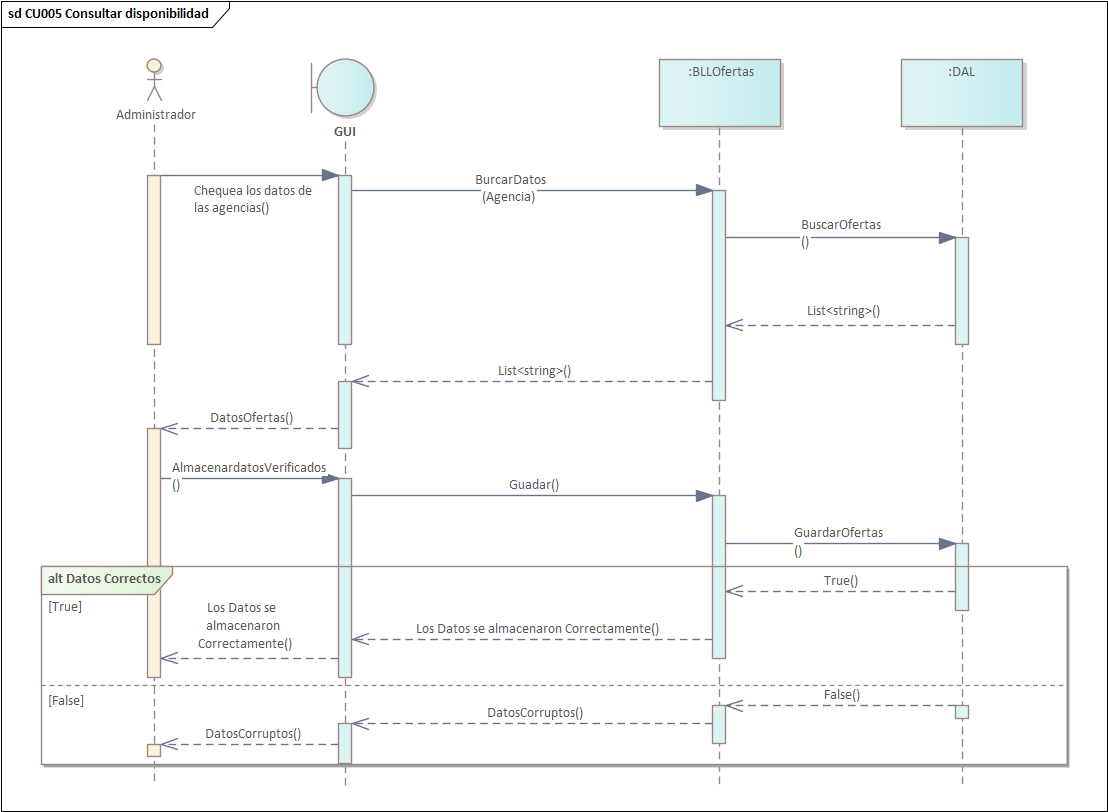 sd CU005 Consultar disponibilidad
Administrador
GUI
:BLLOfertas
:DAL
Chequea los datos de
las agencias()
BurcarDatos
(Agencia)
BuscarOfertas
()
List<string>()
List<string>()
DatosOfertas()
AlmacenardatosVerificados
()
Guadar()
GuardarOfertas
()
alt Datos Correctos
[True]
True()
Los Datos se almacenaron Correctamente()
Los Datos se
almacenaron
Correctamente()
[False]
False()
DatosCorruptos()
DatosCorruptos()